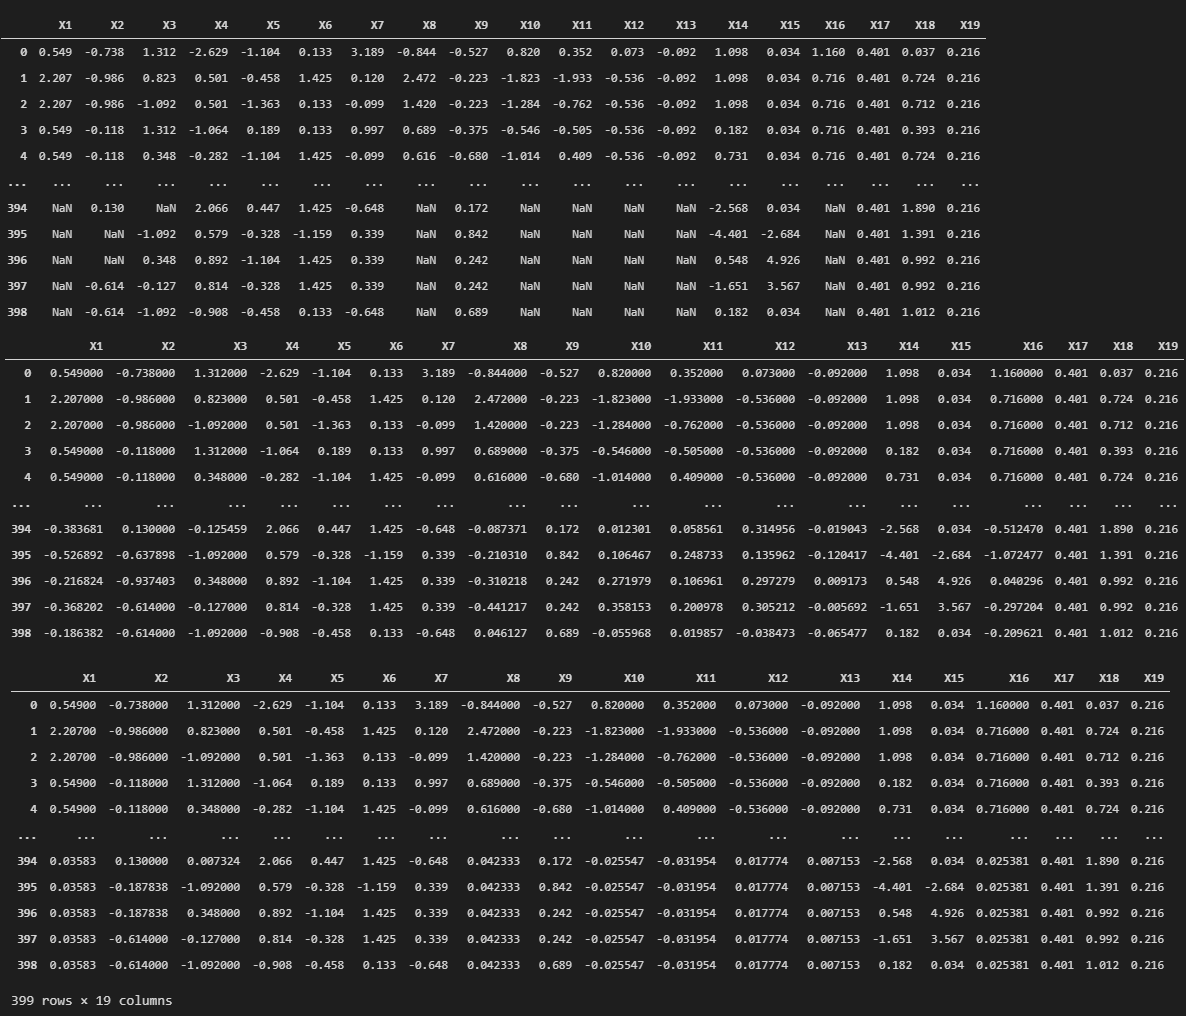 X1 X2 X3 X4 X5 X6 X7 X8 X9 X10 X11 X12 X13 X14 X15 X16 X17 X18 X19
0 0.549 -0.738 1.312 -2.629 -1.104 0.133 3.189 -0.844 -0.527 0.820 0.352 0.073 -0.092 1.098 0.034 1.160 0.401 0.037 0.216
1 2.207 -0.986 0.823 0.501 -0.458 1.425 0.120 2.472 -0.223 -1.823 -1.933 -0.536 -0.092 1.098 0.034 0.716 0.401 0.724 0.216
2 2.207 -0.986 -1.092 0.501 -1.363 0.133 -0.099 1.420 -0.223 -1.284 -0.762 -0.536 -0.092 1.098 0.034 0.716 0.401 0.712 0.216
3 0.549 -0.118 1.312 -1.064 0.189 0.133 0.997 0.689 -0.375 -0.546 -0.505 -0.536 -0.092 0.182 0.034 0.716 0.401 0.393 0.216
4 0.549 -0.118 0.348 -0.282 -1.104 1.425 -0.099 0.616 -0.680 -1.014 0.409 -0.536 -0.092 0.731 0.034 0.716 0.401 0.724 0.216
... ... ... ... ... ... ... ... ... ... ... ... ... ... ... ... ... ... ... ...
394 NaN 0.130 NaN 2.066 0.447 1.425 -0.648 NaN 0.172 NaN NaN NaN NaN -2.568 0.034 NaN 0.401 1.890 0.216
395 NaN NaN -1.092 0.579 -0.328 -1.159 0.339 NaN 0.842 NaN NaN NaN NaN -4.401 -2.684 NaN 0.401 1.391 0.216
396 NaN NaN 0.348 0.892 -1.104 1.425 0.339 NaN 0.242 NaN NaN NaN NaN 0.548 4.926 NaN 0.401 0.992 0.216
397 NaN -0.614 -0.127 0.814 -0.328 1.425 0.339 NaN 0.242 NaN NaN NaN NaN -1.651 3.567 NaN 0.401 0.992 0.216
398 NaN -0.614 -1.092 -0.908 -0.458 0.133 -0.648 NaN 0.689 NaN NaN NaN NaN 0.182 0.034 NaN 0.401 1.012 0.216
X1 X2 X3 X4 X5 X6 X7 X8 X9 X10 X11 X12 X13 X14 X15 X16 X17 X18 X19
0 0.549000 -0.738000 1.312000 -2.629 -1.104 0.133 3.189 -0.844000 -0.527 0.820000 0.352000 0.073000 -0.092000 1.098 0.034 1.160000 0.401 0.037 0.216
1 2.207000 -0.986000 0.823000 0.501 -0.458 1.425 0.120 2.472000 -0.223 -1.823000 -1.933000 -0.536000 -0.092000 1.098 0.034 0.716000 0.401 0.724 0.216
2 2.207000 -0.986000 -1.092000 0.501 -1.363 0.133 -0.099 1.420000 -0.223 -1.284000 -0.762000 -0.536000 -0.092000 1.098 0.034 0.716000 0.401 0.712 0.216
3 0.549000 -0.118000 1.312000 -1.064 0.189 0.133 0.997 0.689000 -0.375 -0.546000 -0.505000 -0.536000 -0.092000 0.182 0.034 0.716000 0.401 0.393 0.216
4 0.549000 -0.118000 0.348000 -0.282 -1.104 1.425 -0.099 0.616000 -0.680 -1.014000 0.409000 -0.536000 -0.092000 0.731 0.034 0.716000 0.401 0.724 0.216
... ... ... ... ... ... ... ... ... ... ... ... ... ... ... ... ... ... ... ...
394 -0.383681 0.130000 -0.125459 2.066 0.447 1.425 -0.648 -0.087371 0.172 0.012301 0.058561 0.314956 -0.019043 -2.568 0.034 -0.512470 0.401 1.890 0.216
395 -0.526892 -0.637898 -1.092000 0.579 -0.328 -1.159 0.339 -0.210310 0.842 0.106467 0.248733 0.135962 -0.120417 -4.401 -2.684 -1.072477 0.401 1.391 0.216
396 -0.216824 -0.937403 0.348000 0.892 -1.104 1.425 0.339 -0.310218 0.242 0.271979 0.106961 0.297279 0.009173 0.548 4.926 0.040296 0.401 0.992 0.216
397 -0.368202 -0.614000 -0.127000 0.814 -0.328 1.425 0.339 -0.441217 0.242 0.358153 0.200978 0.305212 -0.005692 -1.651 3.567 -0.297204 0.401 0.992 0.216
398 -0.186382 -0.614000 -1.092000 -0.908 -0.458 0.133 -0.648 0.046127 0.689 -0.055968 0.019857 -0.038473 -0.065477 0.182 0.034 -0.209621 0.401 1.012 0.216
X1 X2 X3 X4 X5 X6 X7 X8 X9 X10 X11 X12 X13 X14 X15 X16 X17 X18 X19
0 0.54900 -0.738000 1.312000 -2.629 -1.104 0.133 3.189 -0.844000 -0.527 0.820000 0.352000 0.073000 -0.092000 1.098 0.034 1.160000 0.401 0.037 0.216
1 2.20700 -0.986000 0.823000 0.501 -0.458 1.425 0.120 2.472000 -0.223 -1.823000 -1.933000 -0.536000 -0.092000 1.098 0.034 0.716000 0.401 0.724 0.216
2 2.20700 -0.986000 -1.092000 0.501 -1.363 0.133 -0.099 1.420000 -0.223 -1.284000 -0.762000 -0.536000 -0.092000 1.098 0.034 0.716000 0.401 0.712 0.216
3 0.54900 -0.118000 1.312000 -1.064 0.189 0.133 0.997 0.689000 -0.375 -0.546000 -0.505000 -0.536000 -0.092000 0.182 0.034 0.716000 0.401 0.393 0.216
4 0.54900 -0.118000 0.348000 -0.282 -1.104 1.425 -0.099 0.616000 -0.680 -1.014000 0.409000 -0.536000 -0.092000 0.731 0.034 0.716000 0.401 0.724 0.216
... ... ... ... ... ... ... ... ... ... ... ... ... ... ... ... ... ... ... ...
394 0.03583 0.130000 0.007324 2.066 0.447 1.425 -0.648 0.042333 0.172 -0.025547 -0.031954 0.017774 0.007153 -2.568 0.034 0.025381 0.401 1.890 0.216
395 0.03583 -0.187838 -1.092000 0.579 -0.328 -1.159 0.339 0.042333 0.842 -0.025547 -0.031954 0.017774 0.007153 -4.401 -2.684 0.025381 0.401 1.391 0.216
396 0.03583 -0.187838 0.348000 0.892 -1.104 1.425 0.339 0.042333 0.242 -0.025547 -0.031954 0.017774 0.007153 0.548 4.926 0.025381 0.401 0.992 0.216
397 0.03583 -0.614000 -0.127000 0.814 -0.328 1.425 0.339 0.042333 0.242 -0.025547 -0.031954 0.017774 0.007153 -1.651 3.567 0.025381 0.401 0.992 0.216
398 0.03583 -0.614000 -1.092000 -0.908 -0.458 0.133 -0.648 0.042333 0.689 -0.025547 -0.031954 0.017774 0.007153 0.182 0.034 0.025381 0.401 1.012 0.216
399 rows × 19 columns